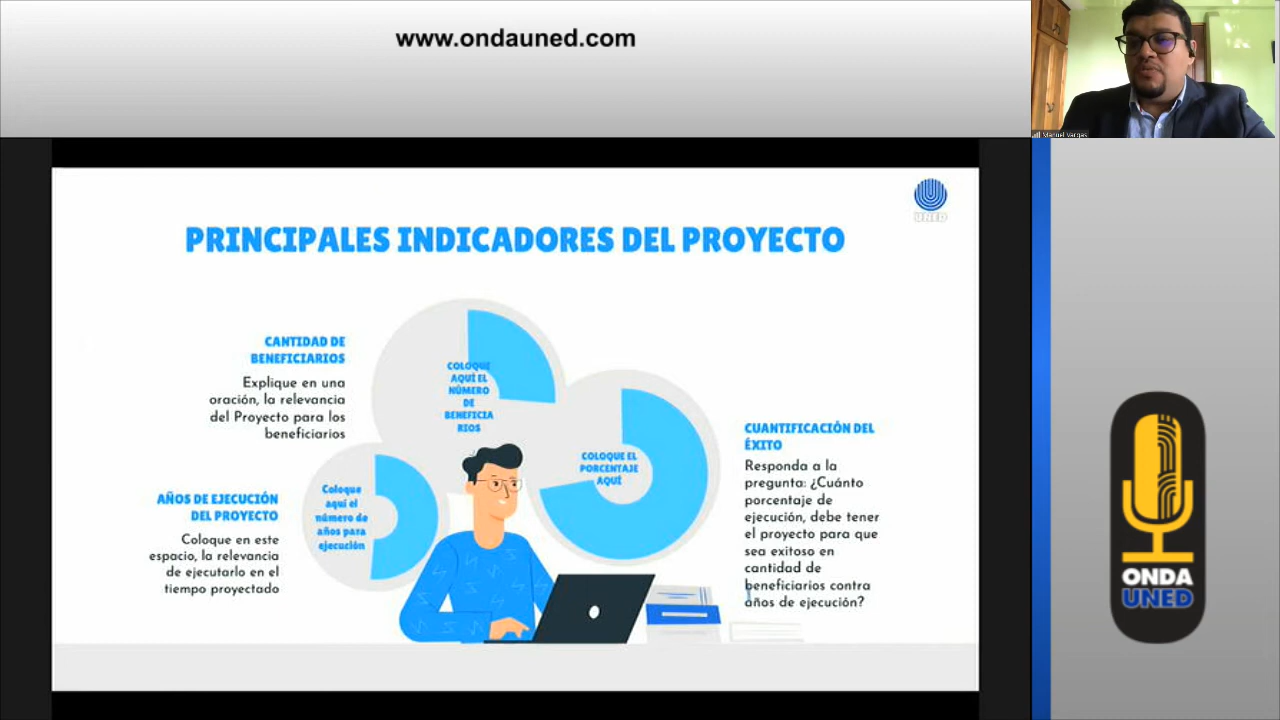 www.ondauned.com
Manuel Vargas
UNED
PRINCIPALES INDICADORES DEL PROYECTO
CANTIDAD DE
BENEFICIARIOS
Explique en una
oración, la relevancia
del Proyecto para los
beneficiarios
COLOQUE
AQUÍ EL
NÚMERO
DE
BENEFICIA
RIOS
AÑOS DE EJECUCIÓN
DEL PROYECTO
Coloque en este
espacio, la relevancia
de ejecutarlo en el
tiempo proyectado
Coloque
aquí el
número de
años para
ejecución
COLOQUE EL
PORCENTAJE
AQUÍ
CUANTIFICACIÓN DEL
ÉXITO
Responda a la
pregunta: ¿Cuánto
porcentaje de
ejecución, debe tener
el proyecto para que
sea exitoso en
cantidad de
beneficiarios contra
años de ejecución?
ONDA
UNED